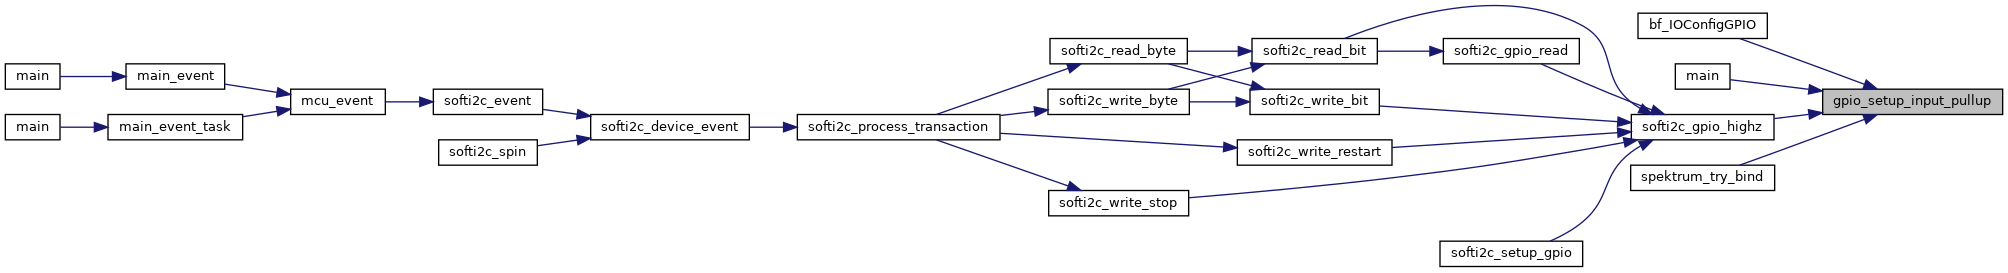 main
main
main_event
main_event_task
mcu_event
softi2c_event
softi2c_spin
softi2c_device_event
softi2c_process_transaction
softi2c_read_byte
softi2c_write_byte
softi2c_write_stop
softi2c_read_bit
softi2c_write_bit
softi2c_write_restart
softi2c_gpio_read
softi2c_setup_gpio
bf_IOConfigGPIO
main
softi2c_gpio_highz
spektrum_try_bind
gpio_setup_input_pullup